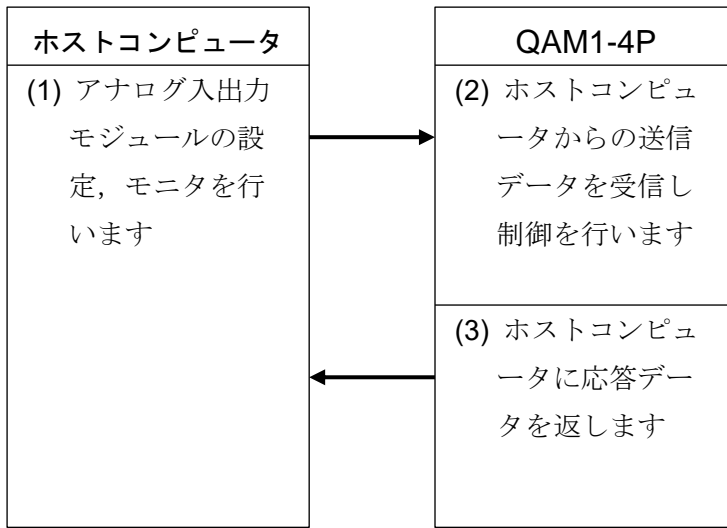 ホストコンピュータ
(1) アナログ入出力
モジュールの設
定，モニタを行
います
QAM1-4P
(2) ホストコンピュ
ータからの送信
データを受信し
制御を行います
(3) ホストコンピュ
ータに応答デー
タを返します